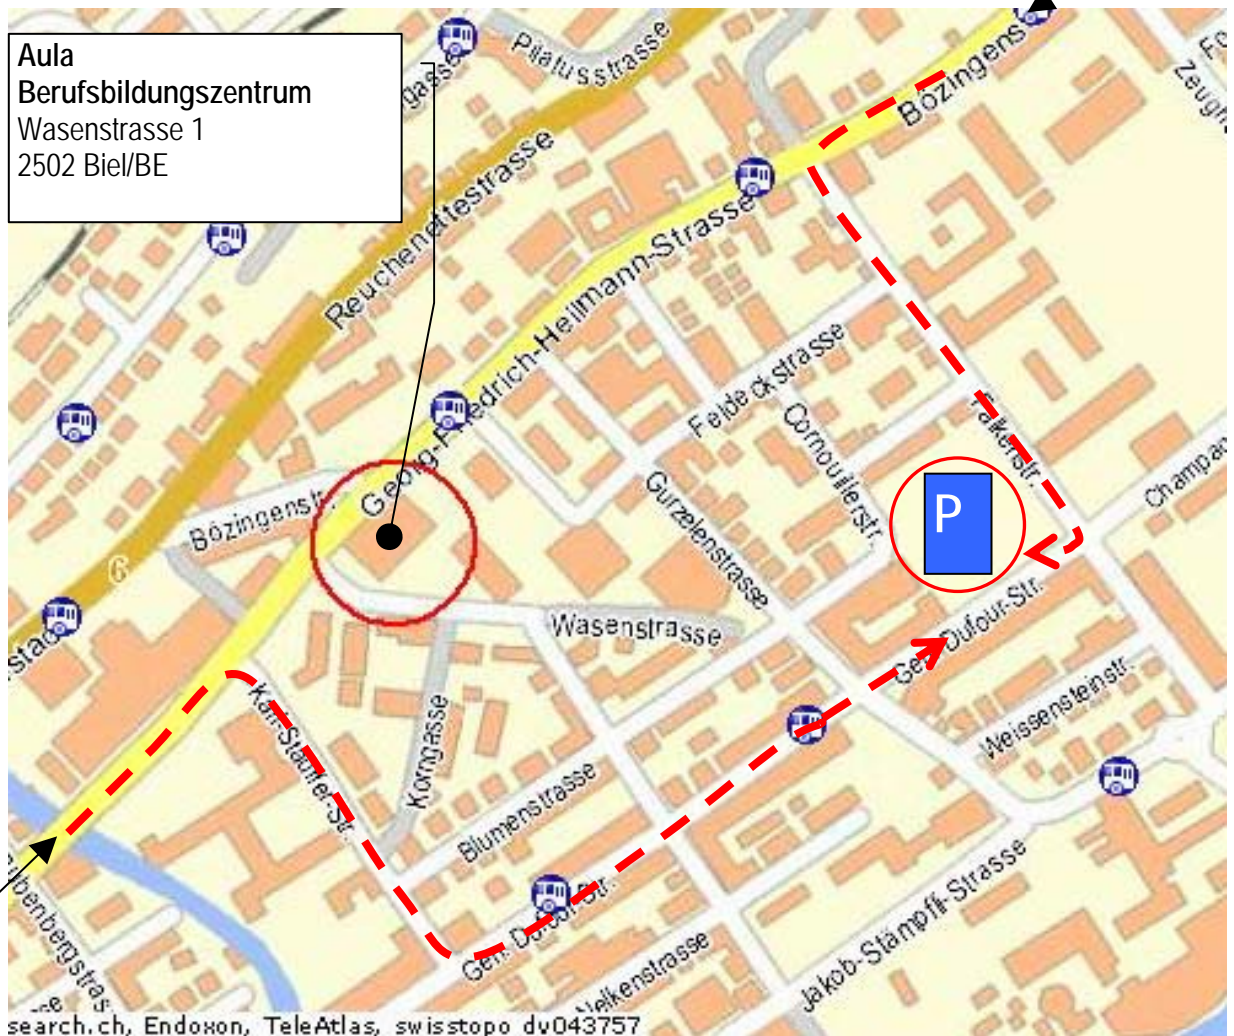 Aula
Berufsbildungszentrum
Wasenstrasse 1
2502 Biel/BE
Pilatusstrasse
Reuchenettestrasse
Georg-Friedrich-Heilmann-Strasse
Feldeckstrasse
Cornouillerstr.
Falkenstr.
P
Gurzelenstrasse
Bözingenstr.
6
Wasenstrasse
Gen. Dufour-Str.
Weissensteinstr.
Karl-Stauffer-Str.
Korngasse
Blumenstrasse
Gen. Dufour-Str.
Nelkenstrasse
Jakob-Stämpfli-Strasse
search.ch, Endoxon, TeleAtlas, swisstopo dv043757